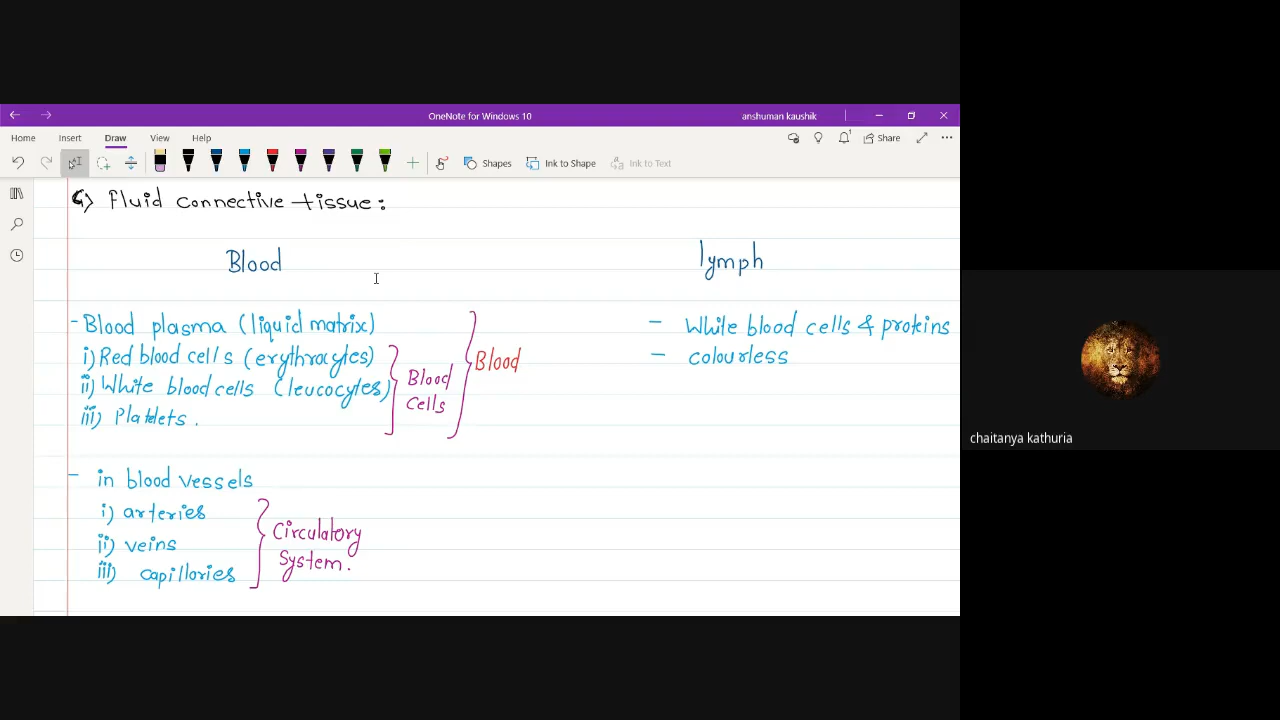 OneNote for Windows 10
anshuman kaushik
Home Insert Draw View Help
Share
Shapes Ink to Shape Ink to Text
Fluid connective tissue:
Blood
lymph
- Blood plasma (liquid matrix)
i) Red blood cells (erythrocytes)
ii) White blood cells (leucocytes)
iii) Platelets.
Blood
cells
Blood
- White blood cells & proteins
- colourless
- in blood vessels
i) arteries
ii) veins
iii) capillories
Circulatory
System.
chaitanya kathuria